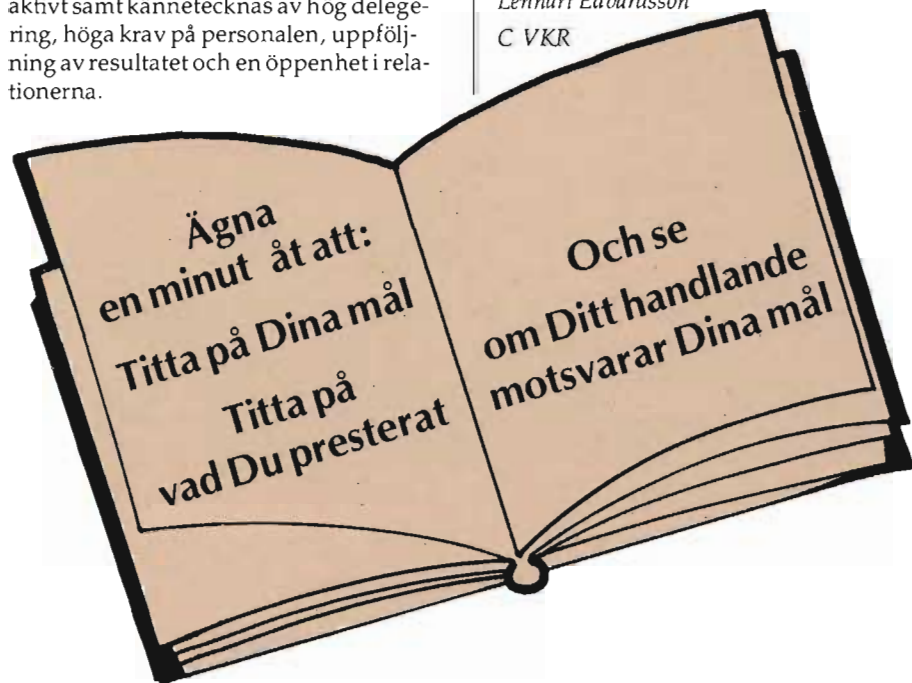 aktivt samt kännetecknas av hög delege-
ring, höga krav på personalen, uppfölj-
ning av resultatet och en öppenhet i rela-
tionerna.
Lennart Edvardsson
C VKR
Ägna
en minut åt att:
Titta på Dina mål
Titta på
vad Du presterat
Och se
om Ditt handlande
motsvarar Dina mål